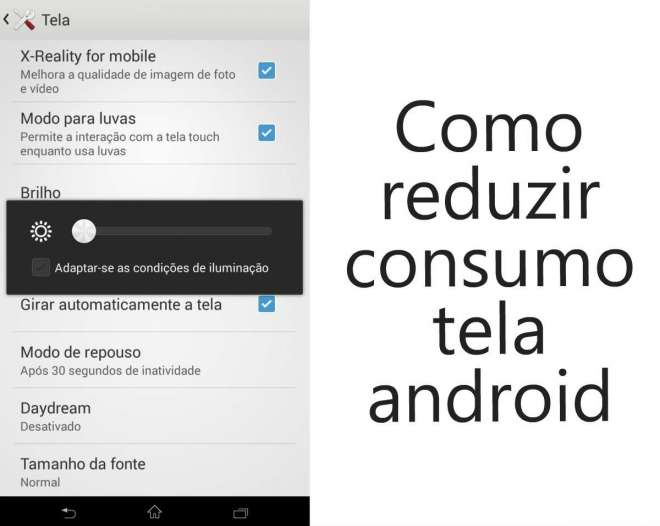 Tela
X-Reality for mobile
Melhora a qualidade de imagem de foto
e vídeo
Modo para luvas
Permite a interação com a tela touch
enquanto usa luvas
Brilho
Adaptar-se as condições de iluminação
Girar automaticamente a tela
Modo de repouso
Após 30 segundos de inatividade
Daydream
Desativado
Tamanho da fonte
Normal
Como
reduzir
consumo
tela
android